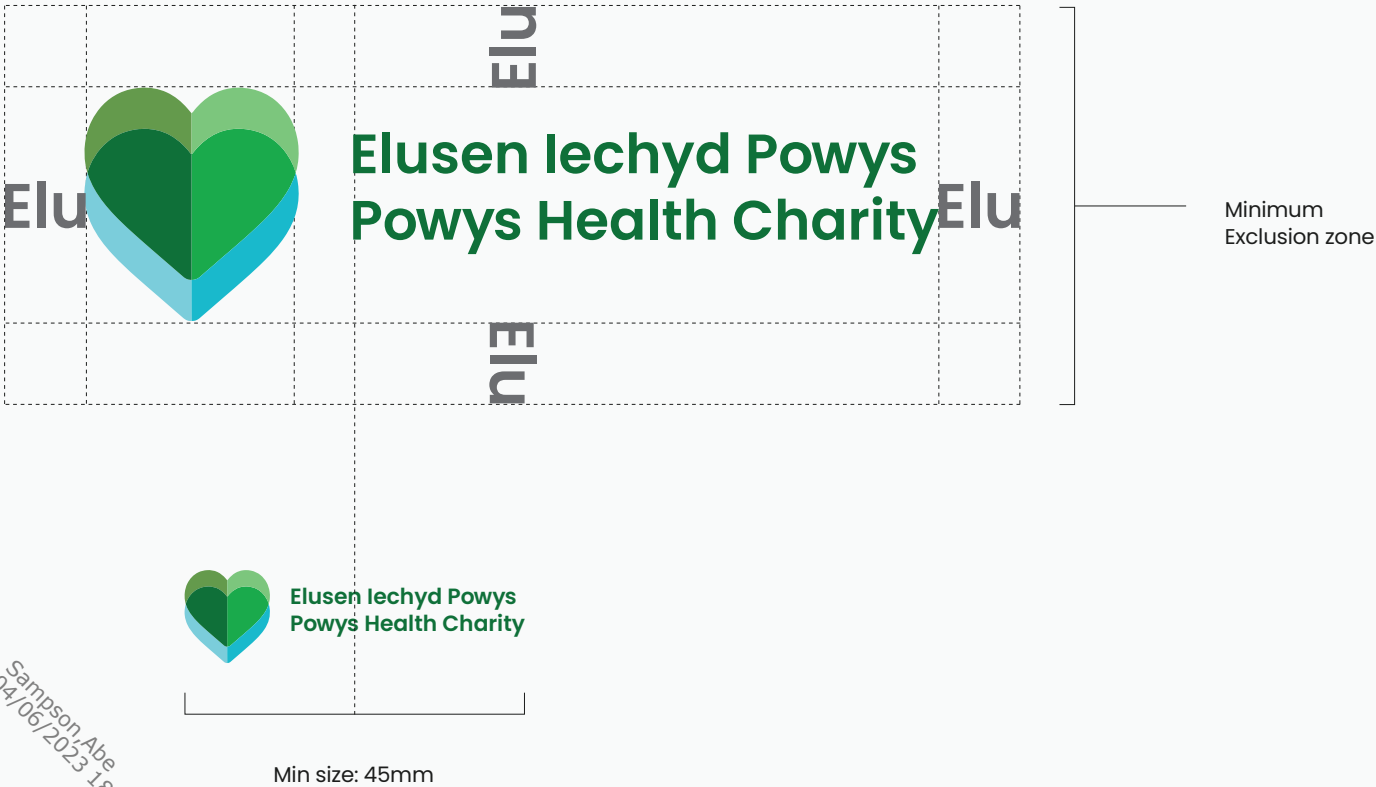 Elu
Elusen Iechyd Powys
Elu
Powys Health Charity
Elu
Minimum
Exclusion zone
Elu
Elusen Iechyd Powys
Powys Health Charity
Sampson,Abe
04/06/2023 18
Min size: 45mm